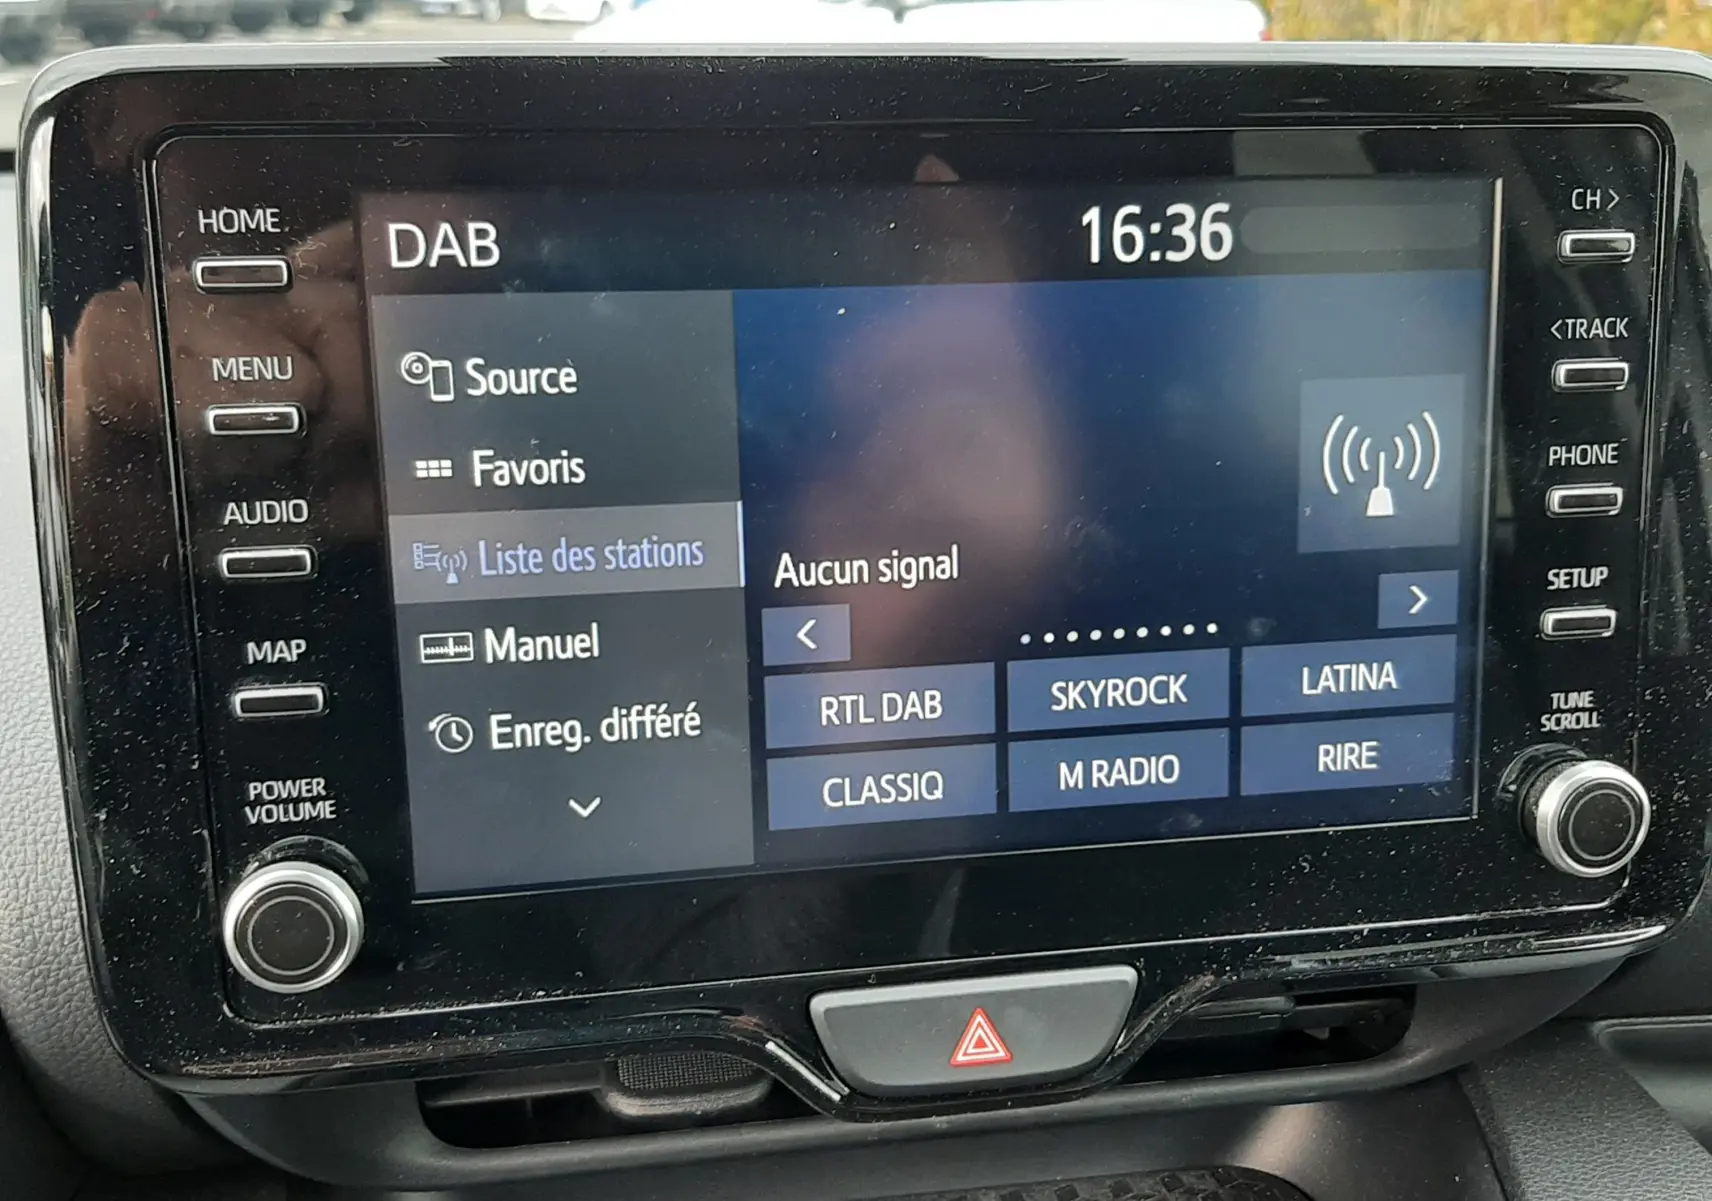 HOME
MENU
AUDIO
MAP
POWER
VOLUME
DAB
16:36
Source
Favoris
Liste des stations
Manuel
Enreg. différé
Aucun signal
<
>
RTL DAB
SKYROCK
LATINA
CLASSIQ
M RADIO
RIRE
CH>
<TRACK
PHONE
SETUP
TUNE
SCROLL